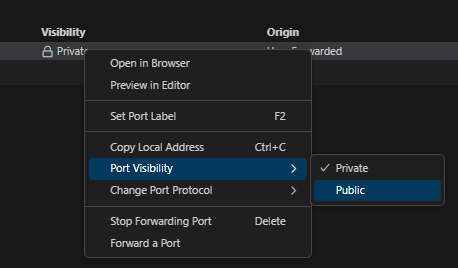 Visibility Origin
Private Forwarded
Open in Browser
Preview in Editor
Set Port Label F2
Copy Local Address Ctrl+C
Port Visibility
Private
Change Port Protocol
Public
Stop Forwarding Port Delete
Forward a Port